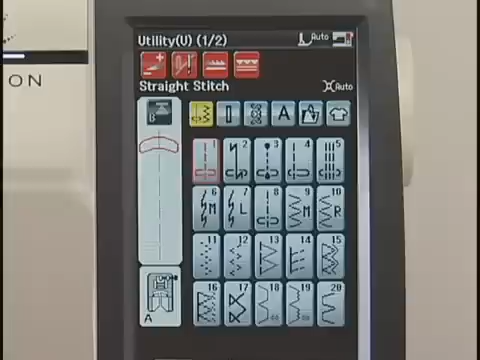 Utility(U) (1/2)
Auto
Straight Stitch
Auto
ON
B
A
1 2 3 4 5
6 M 7 L 8 9 M 10 R
11 12 13 14 15
16 17 18 19 20
A